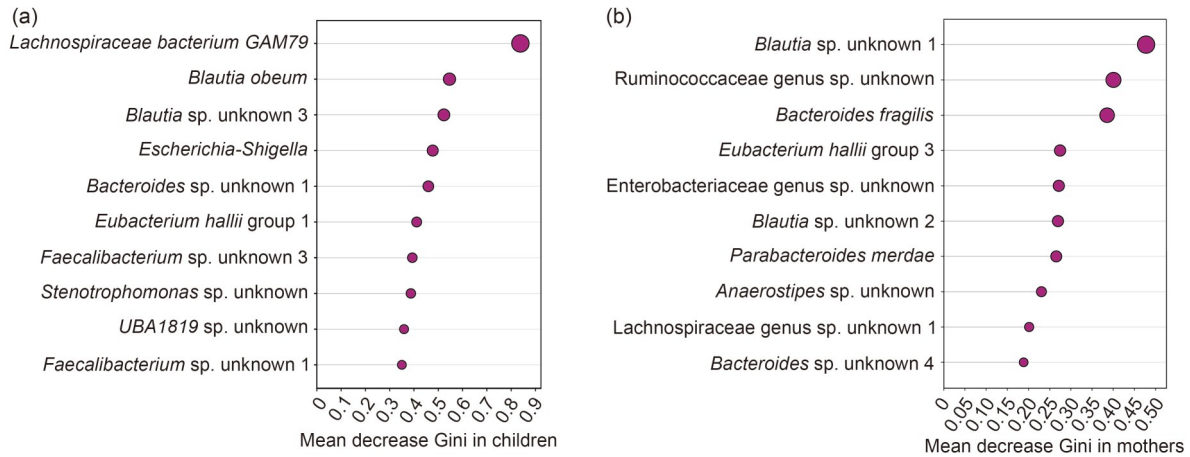 (a)
Lachnospiraceae bacterium GAM79
Blautia obeum
Blautia sp. unknown 3
Escherichia-Shigella
Bacteroides sp. unknown 1
Eubacterium hallii group 1
Faecalibacterium sp. unknown 3
Stenotrophomonas sp. unknown
UBA1819 sp. unknown
Faecalibacterium sp. unknown 1
0 0.1 0.2 0.3 0.4 0.5 0.6 0.7 0.8 0.9
Mean decrease Gini in children
(b)
Blautia sp. unknown 1
Ruminococcaceae genus sp. unknown
Bacteroides fragilis
Eubacterium hallii group 3
Enterobacteriaceae genus sp. unknown
Blautia sp. unknown 2
Parabacteroides merdae
Anaerostipes sp. unknown
Lachnospiraceae genus sp. unknown 1
Bacteroides sp. unknown 4
0 0.05 0.10 0.15 0.20 0.25 0.30 0.35 0.40 0.45 0.50
Mean decrease Gini in mothers